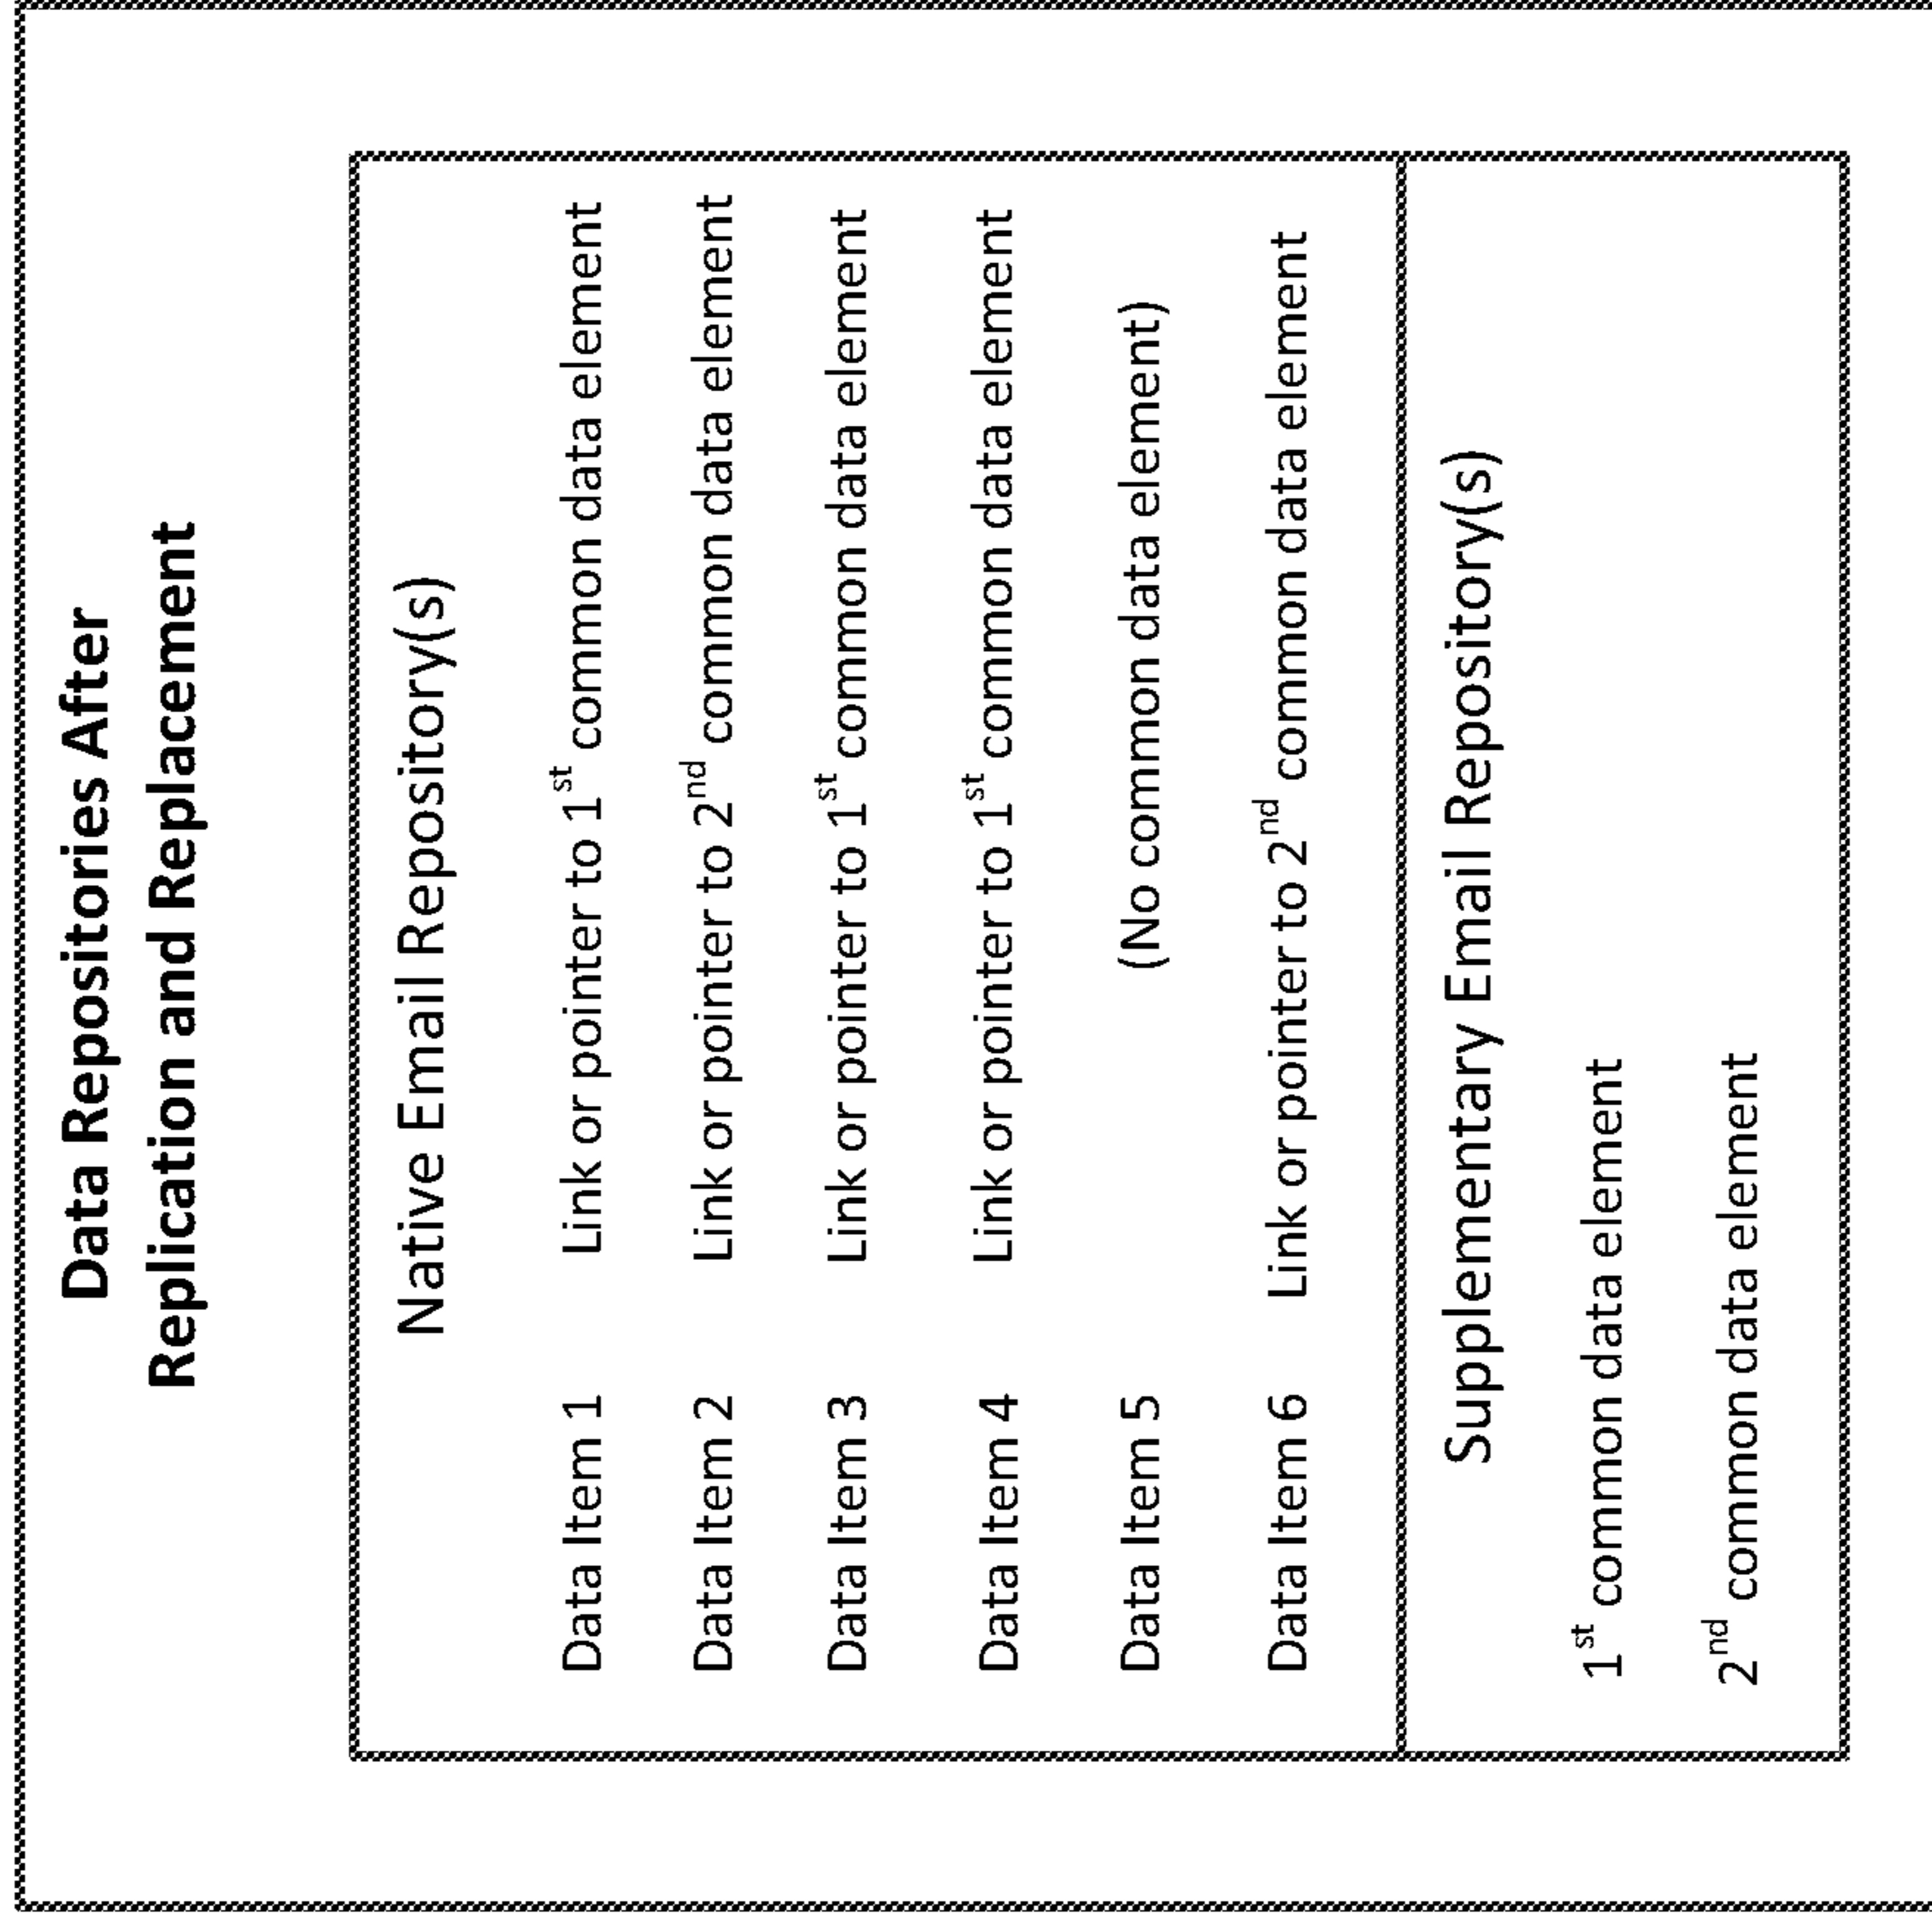 Data Repositories After
Replication and Replacement
Native Email Repository(s)
Data Item 1 Link or pointer to 1st common data element
Data Item 2 Link or pointer to 2nd common data element
Data Item 3 Link or pointer to 1st common data element
Data Item 4 Link or pointer to 1st common data element
Data Item 5 (No common data element)
Data Item 6 Link or pointer to 2nd common data element
Supplementary Email Repository(s)
1st common data element
2nd common data element